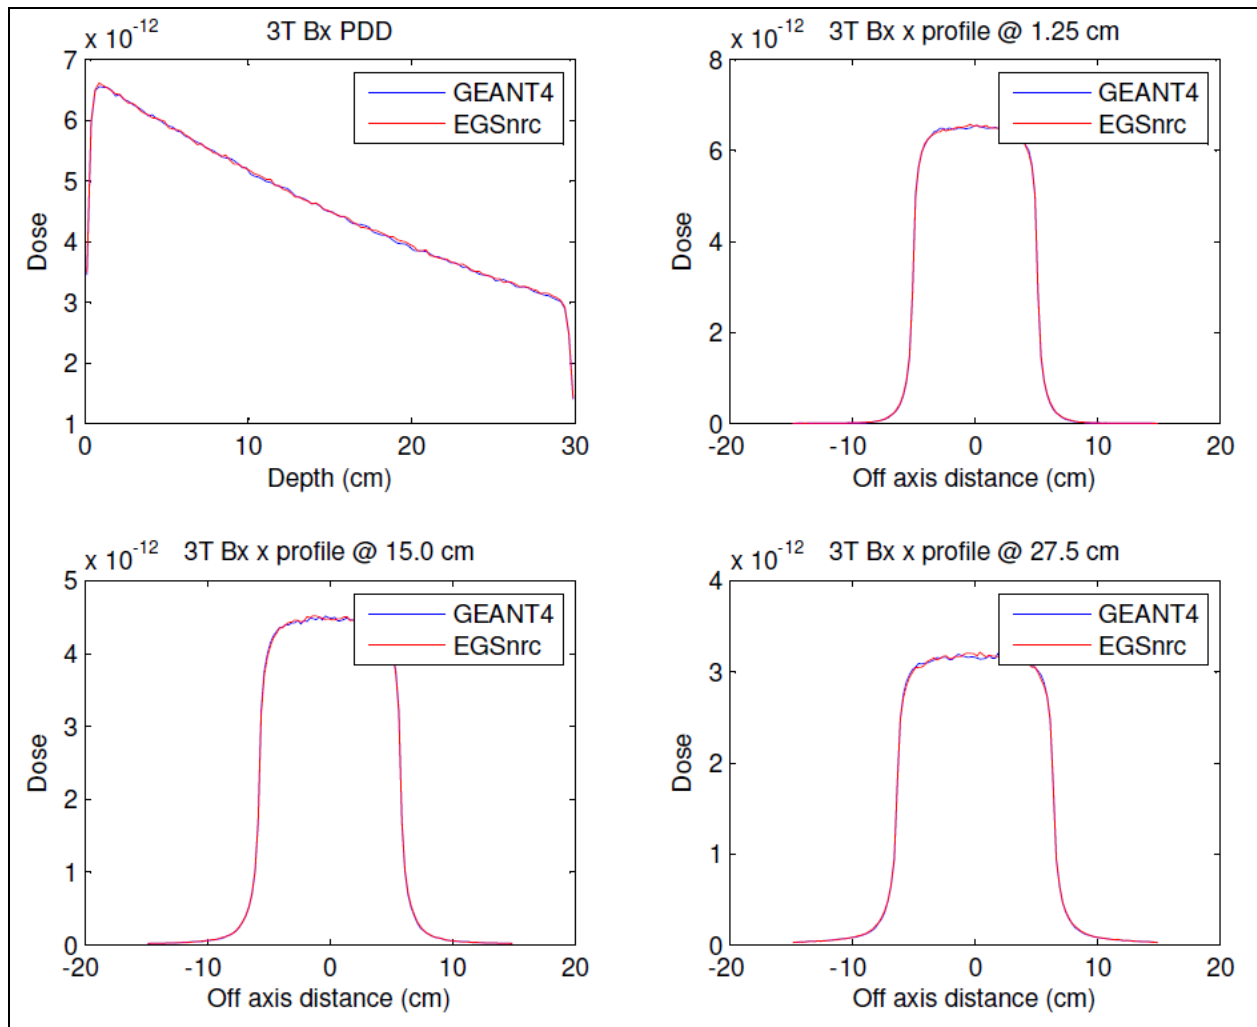 x 10^-12
3T Bx PDD
7
6
5
4
3
2
1
0
10
20
30
Dose
Depth (cm)
GEANT4
EGSnrc
x 10^-12
3T Bx x profile @ 1.25 cm
8
6
4
2
0
-20
-10
0
10
20
Dose
Off axis distance (cm)
GEANT4
EGSnrc
x 10^-12
3T Bx x profile @ 15.0 cm
5
4
3
2
1
0
-20
-10
0
10
20
Dose
Off axis distance (cm)
GEANT4
EGSnrc
x 10^-12
3T Bx x profile @ 27.5 cm
4
3
2
1
0
-20
-10
0
10
20
Dose
Off axis distance (cm)
GEANT4
EGSnrc